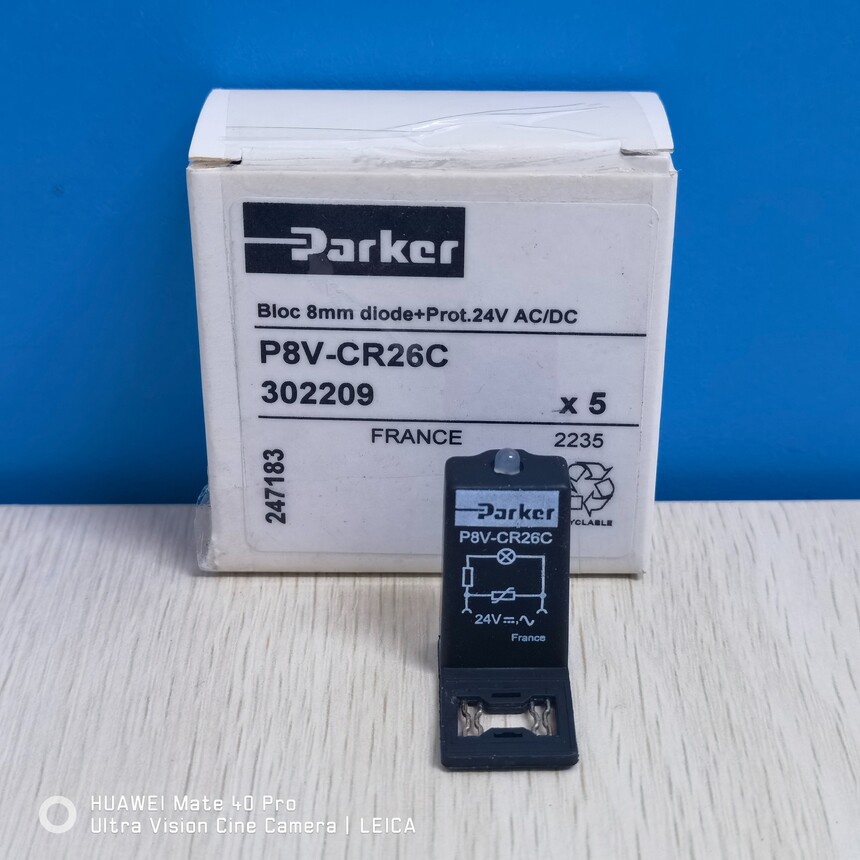 Parker
Bloc 8mm diode+Prot.24V AC/DC
P8V-CR26C
302209
x 5
FRANCE
2235
247183
Parker
P8V-CR26C
24V
France
HUAWEI Mate 40 Pro
Ultra Vision Cine Camera | LEICA